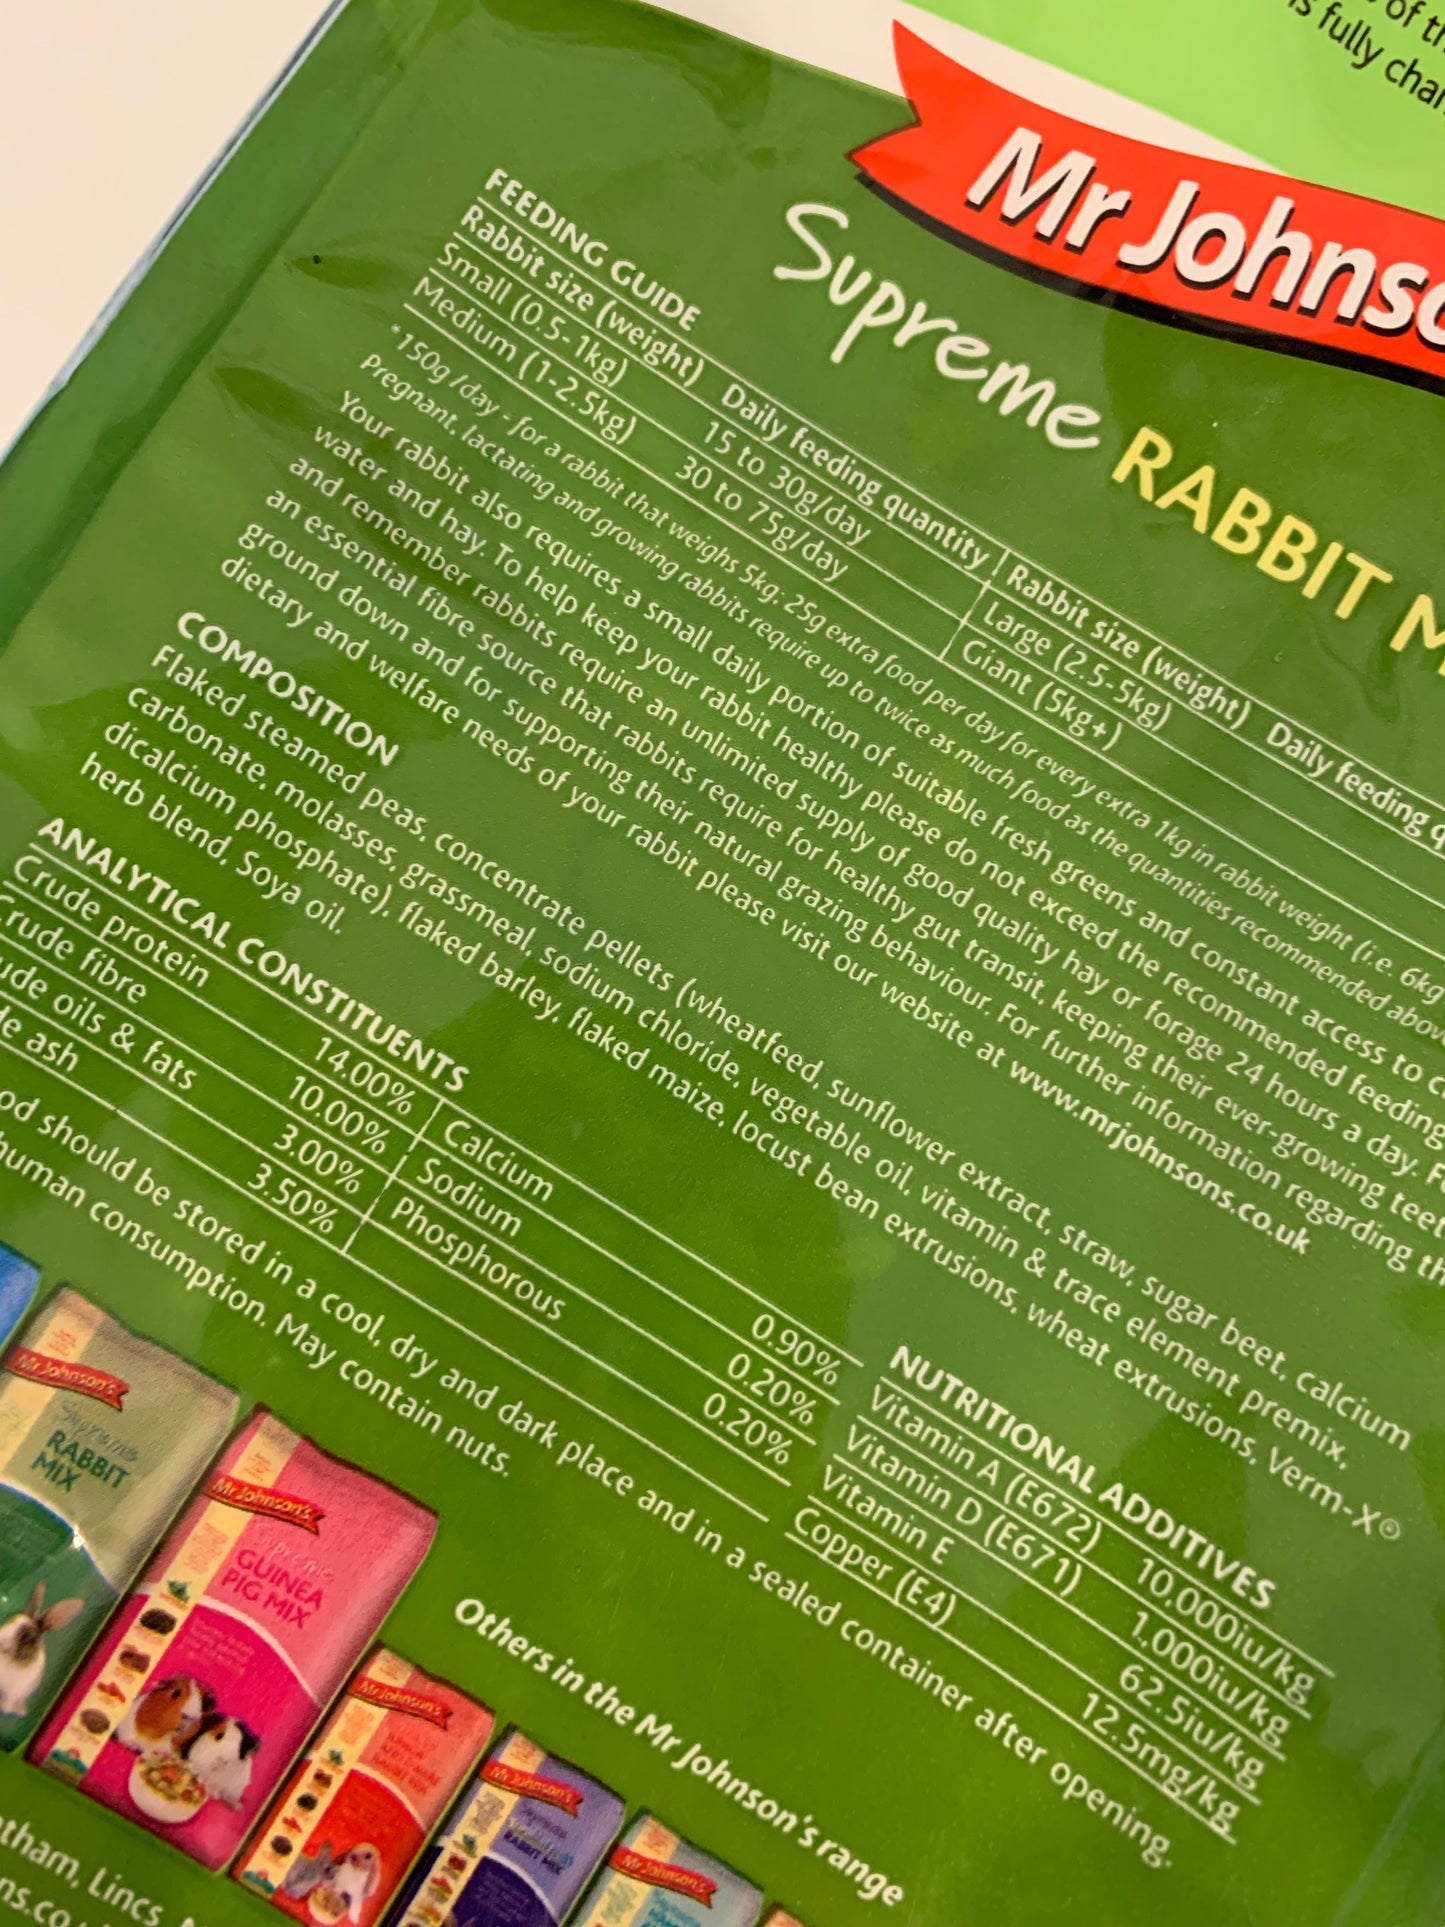 of th
is fully chan
Mr Johnso
Supreme RABBIT M
FEEDING GUIDE
Rabbit size (weight) Daily feeding quantity Rabbit size (weight) Daily feeding q
Small (0.5-1kg) 15 to 30g/day Large (2.5-5kg)
Medium (1-2.5kg) 30 to 75g/day Giant (5kg+)
*150g /day - for a rabbit that weighs 5kg; 25g extra food per day for every extra 1kg in rabbit weight (i.e. 6kg
Pregnant, lactating and growing rabbits require up to twice as much food as the quantities recommended above
Your rabbit also requires a small daily portion of suitable fresh greens and constant access to c
water and hay. To help keep your rabbit healthy please do not exceed the recommended feeding
and remember rabbits require an unlimited supply of good quality hay or forage 24 hours a day. F
an essential fibre source that rabbits require for healthy gut transit, keeping their ever-growing teet
ground down and for supporting their natural grazing behaviour. For further information regarding th
dietary and welfare needs of your rabbit please visit our website at www.mrjohnsons.co.uk
COMPOSITION
Flaked steamed peas, concentrate pellets (wheatfeed, sunflower extract, straw, sugar beet, calcium
carbonate, molasses, grassmeal, sodium chloride, vegetable oil, vitamin & trace element premix,
dicalcium phosphate), flaked barley, flaked maize, locust bean extrusions, wheat extrusions, Verm-X®
herb blend, Soya oil.
ANALYTICAL CONSTITUENTS
Crude protein 14.00% Calcium 0.90%
Crude fibre 10.00% Sodium 0.20%
ude oils & fats 3.00% Phosphorous 0.20%
de ash 3.50%
NUTRITIONAL ADDITIVES
Vitamin A (E672) 10,000iu/kg
Vitamin D (E671) 1,000iu/kg
Vitamin E 62.5iu/kg
Copper (E4) 12.5mg/kg
od should be stored in a cool, dry and dark place and in a sealed container after opening.
human consumption. May contain nuts.
Others in the Mr Johnson's range
Mr Johnson's
Supreme
RABBIT
MIX
Mr Johnson's
Supreme
GUINEA
PIG MIX
Mr Johnson's
Mr Johnson's
RABBIT MIX
Mr Johnson's
etham, Lincs
ns.co